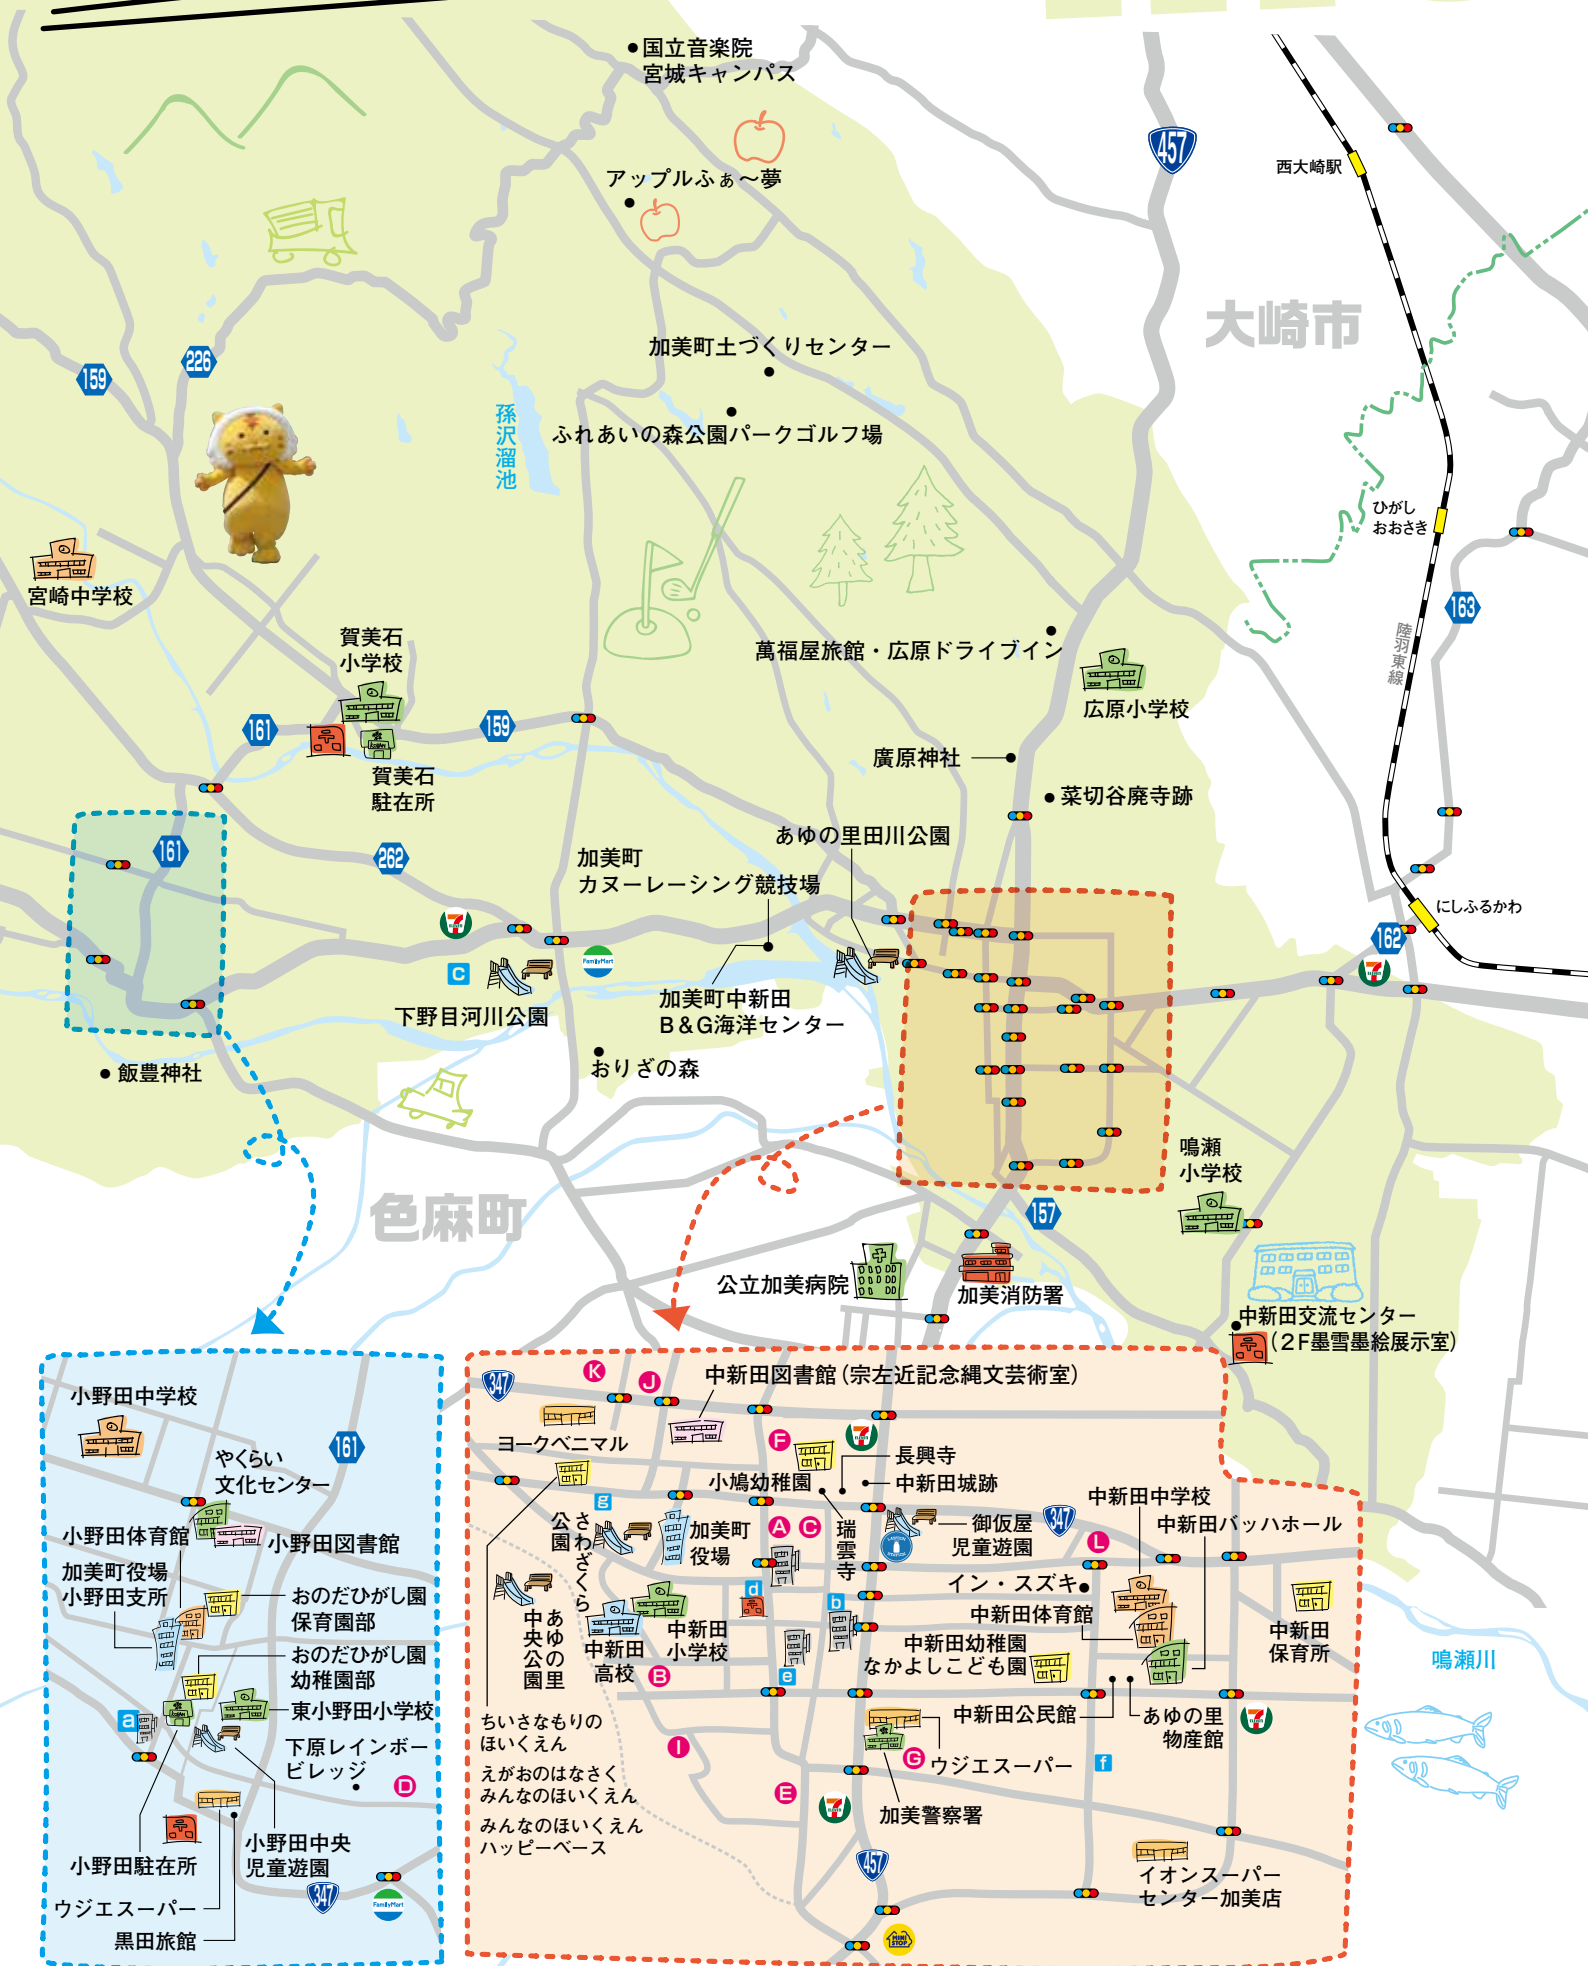 国立音楽院
宮城キャンパス
457
西大崎駅
アップルふぁ〜夢
大崎市
加美町土づくりセンター
159
226
孫沢溜池
ふれあいの森公園パークゴルフ場
ひがし
おおさき
宮崎中学校
163
陸羽東線
賀美石
小学校
萬福屋旅館・広原ドライブイン
広原小学校
161
159
賀美石
駐在所
廣原神社
菜切谷廃寺跡
あゆの里田川公園
161
262
加美町
カヌーレーシング競技場
にしふるかわ
162
C
FamilyMart
下野目河川公園
加美町中新田
B&G海洋センター
飯豊神社
おりざの森
鳴瀬
小学校
色麻町
157
公立加美病院
加美消防署
中新田交流センター
(2F墨雪墨絵展示室)
小野田中学校
やくらい
文化センター
161
小野田体育館
小野田図書館
加美町役場
小野田支所
おのだひがし園
保育園部
おのだひがし園
幼稚園部
東小野田小学校
a
下原レインボー
ビレッジ
D
小野田駐在所
小野田中央
児童遊園
ウジエスーパー
347
FamilyMart
黒田旅館
347
K
J
中新田図書館(宗左近記念縄文芸術室)
ヨークベニマル
F
長興寺
小鳩幼稚園
中新田城跡
中新田中学校
g
さわざくら
公園
加美町
役場
A
C
瑞雲寺
御仮屋
児童遊園
347
中新田バッハホール
L
イン・スズキ
d
b
中新田体育館
あゆの里
中央公園
中新田
高校
中新田
小学校
中新田幼稚園
なかよしこども園
中新田
保育所
鳴瀬川
B
e
ちいさなもりの
ほいくえん
えがおのはなさく
みんなのほいくえん
みんなのほいくえん
ハッピーベース
中新田公民館
あゆの里
物産館
I
G
ウジエスーパー
f
E
加美警察署
457
イオンスーパー
センター加美店
MINI
STOP